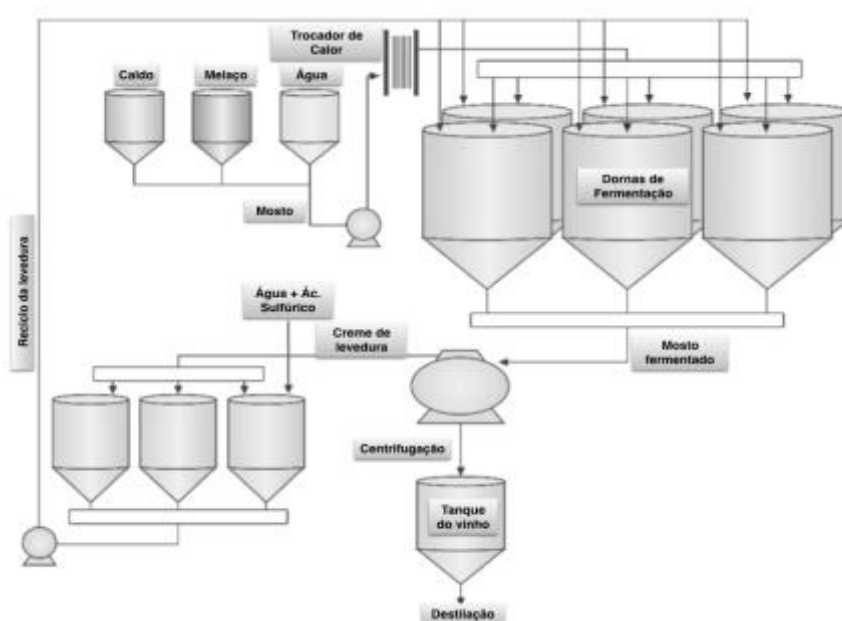 Trocador de
Calor
Caldo
Melaço
Água
Dornas de
Fermentação
Mosto
Reciclo da levedura
Água + Ác.
Sulfúrico
Creme de
levedura
Mosto
fermentado
Centrifugação
Tanque
do vinho
Destilação